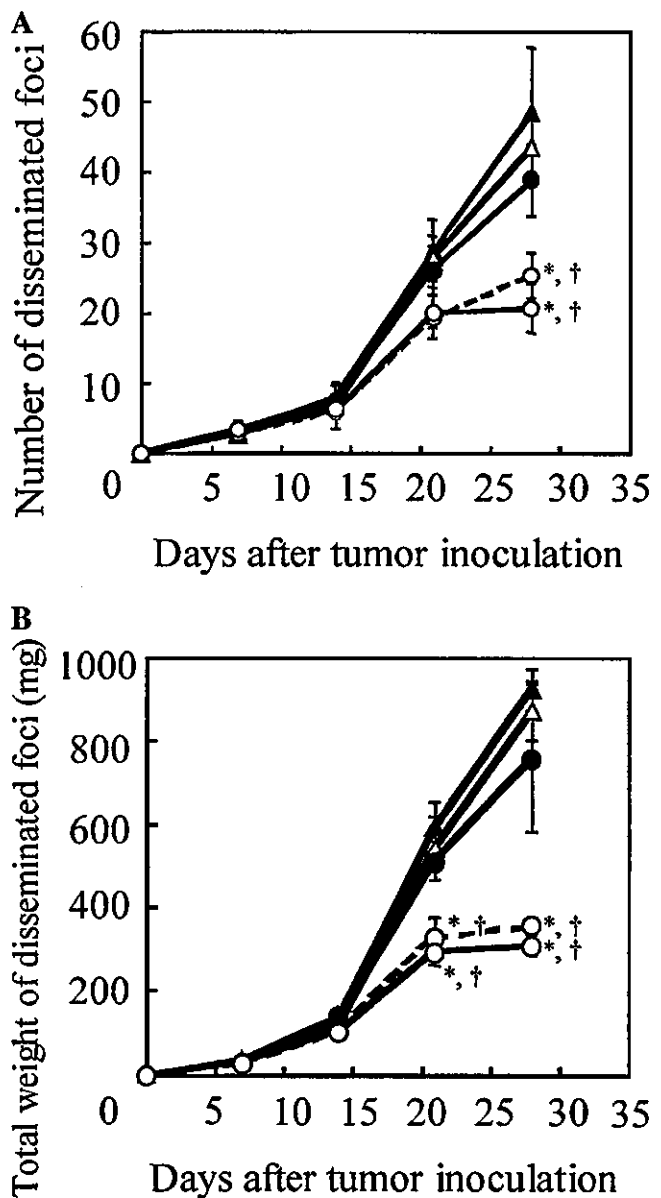 A
Number of disseminated foci
60
50
40
30
20
10
0
5 10 15 20 25 30 35
*, †
*, †
Days after tumor inoculation
B
Total weight of disseminated foci (mg)
1000
800
600
400
200
0
5 10 15 20 25 30 35
*, †
*, †
*, †
*, †
Days after tumor inoculation